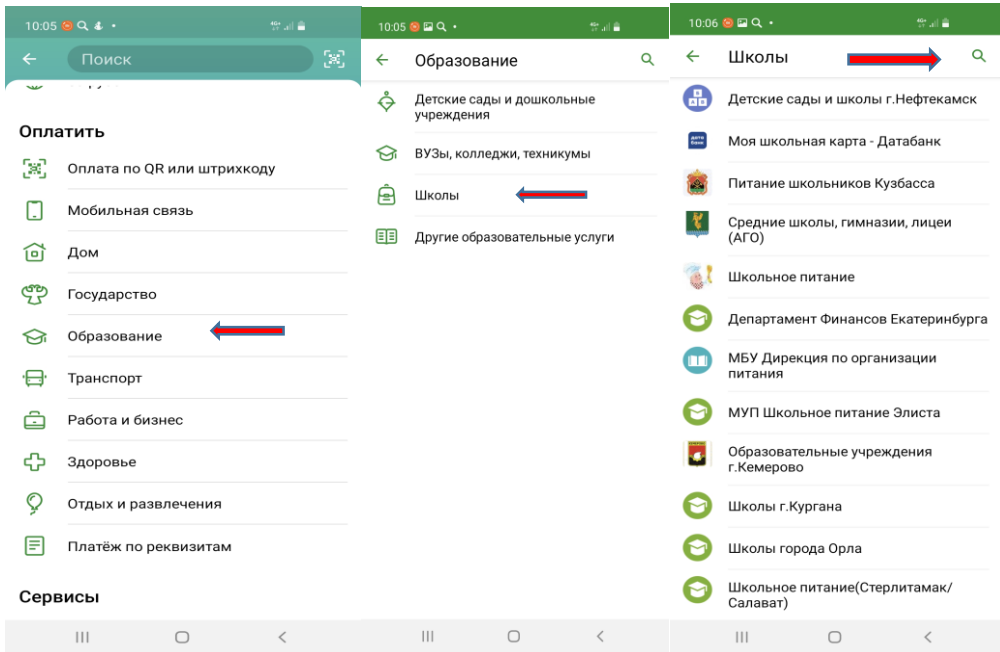 10:05
Поиск
Оплатить
Оплата по QR или штрихкоду
Мобильная связь
Дом
Государство
Образование
Транспорт
Работа и бизнес
Здоровье
Отдых и развлечения
Платёж по реквизитам
Сервисы
10:05
Образование
Детские сады и дошкольные
учреждения
ВУЗы, колледжи, техникумы
Школы
Другие образовательные услуги
10:06
Школы
Детские сады и школы г.Нефтекамск
дата
банк
Моя школьная карта - Датабанк
Питание школьников Кузбасса
Средние школы, гимназии, лицеи
(АГО)
Школьное питание
Департамент Финансов Екатеринбурга
МБУ Дирекция по организации
питания
МУП Школьное питание Элиста
Образовательные учреждения
г.Кемерово
Школы г.Кургана
Школы города Орла
Школьное питание(Стерлитамак/
Салават)